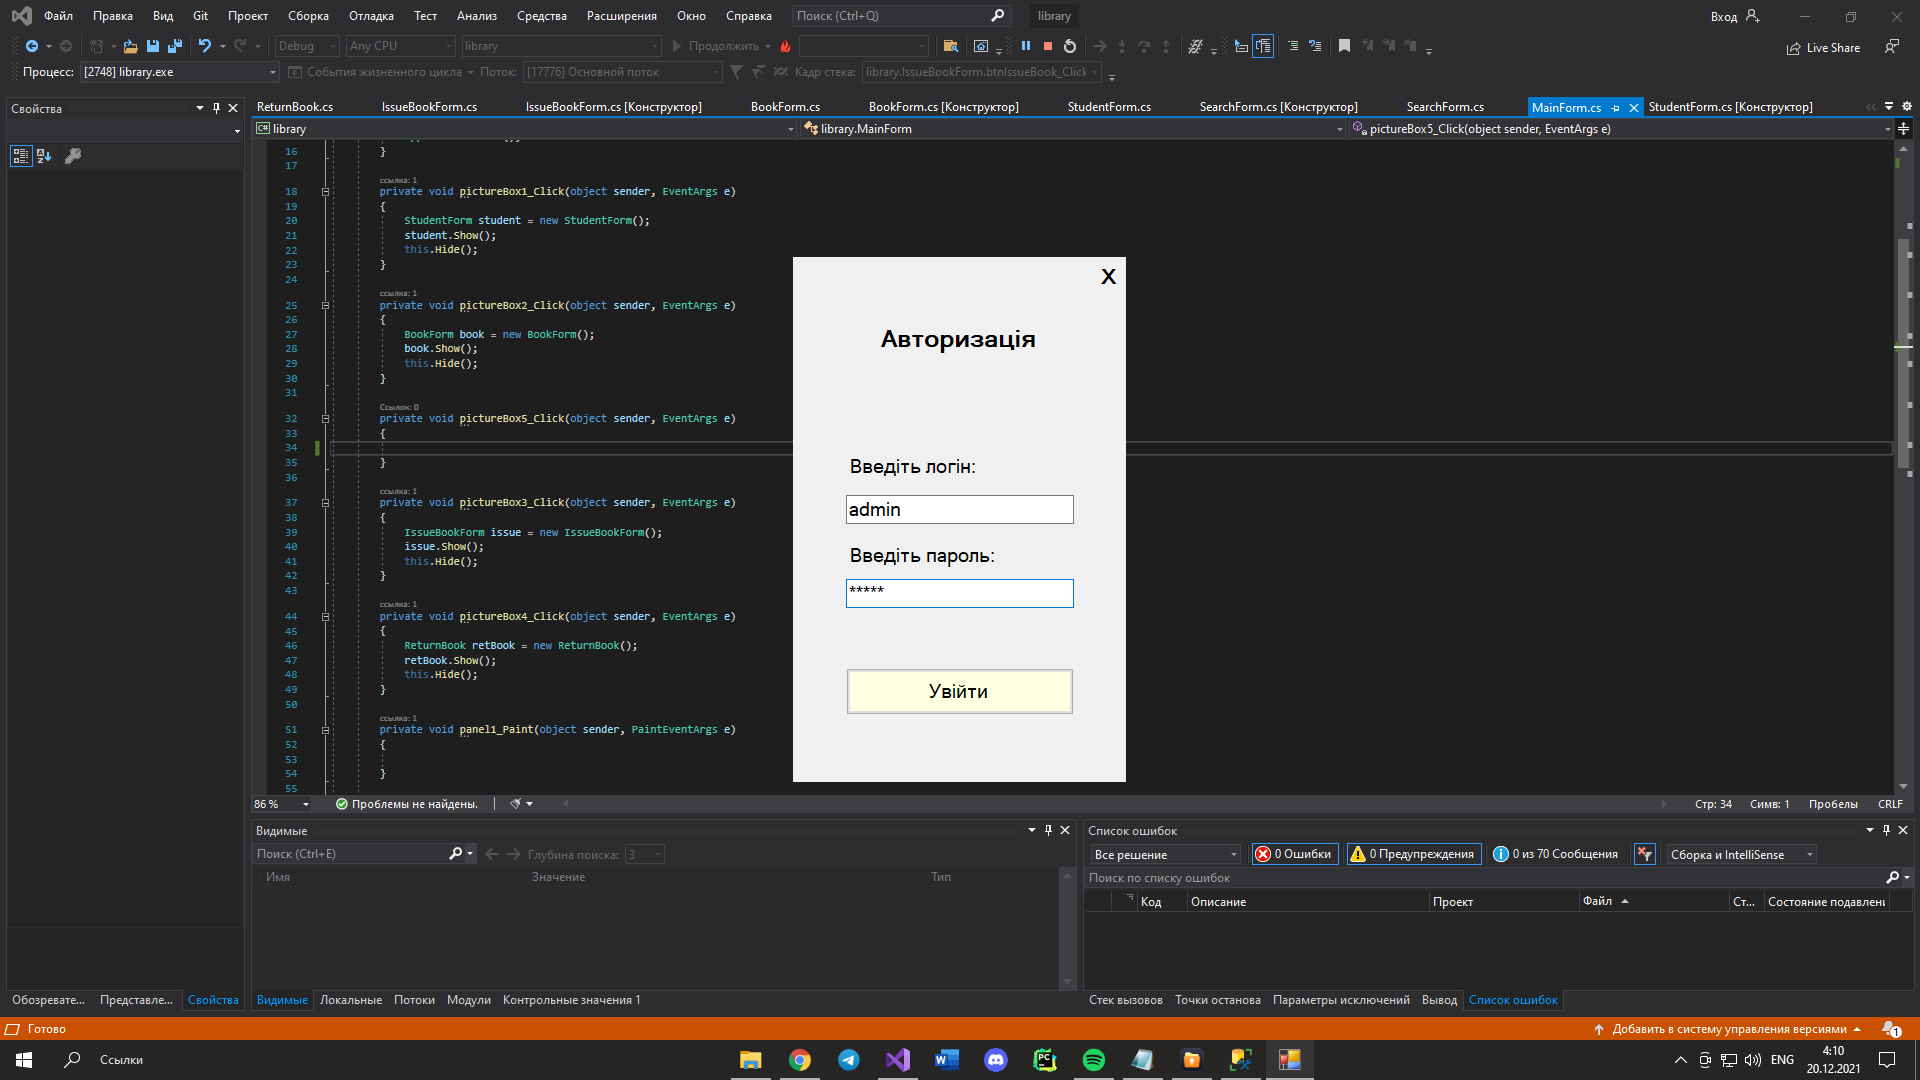 Файл Правка Вид Git Проект Сборка Отладка Тест Анализ Средства Расширения Окно Справка Поиск (Ctrl+Q) library Вход
Debug Any CPU library Продолжить Live Share
Процесс: [2748] library.exe События жизненного цикла Поток: [17776] Основной поток Кадр стека: library.IssueBookForm.btnIssueBook_Click
Свойства
ReturnBook.cs IssueBookForm.cs IssueBookForm.cs [Конструктор] BookForm.cs BookForm.cs [Конструктор] StudentForm.cs SearchForm.cs [Конструктор] SearchForm.cs MainForm.cs StudentForm.cs [Конструктор]
library library.MainForm pictureBox5_Click(object sender, EventArgs e)
16 }
17
ссылка: 1
18 private void pictureBox1_Click(object sender, EventArgs e)
19 {
20 StudentForm student = new StudentForm();
21 student.Show();
22 this.Hide();
23 }
24
ссылка: 1
25 private void pictureBox2_Click(object sender, EventArgs e)
26 {
27 BookForm book = new BookForm();
28 book.Show();
29 this.Hide();
30 }
31
Ссылок: 0
32 private void pictureBox5_Click(object sender, EventArgs e)
33 {
34
35 }
36
ссылка: 1
37 private void pictureBox3_Click(object sender, EventArgs e)
38 {
39 IssueBookForm issue = new IssueBookForm();
40 issue.Show();
41 this.Hide();
42 }
43
ссылка: 1
44 private void pictureBox4_Click(object sender, EventArgs e)
45 {
46 ReturnBook retBook = new ReturnBook();
47 retBook.Show();
48 this.Hide();
49 }
50
ссылка: 1
51 private void panel1_Paint(object sender, PaintEventArgs e)
52 {
53
54 }
55
X
Авторизація
Введіть логін:
admin
Введіть пароль:
*****
Увійти
86 % Проблемы не найдены. Стр: 34 Симв: 1 Пробелы CRLF
Видимые
Поиск (Ctrl+E) Глубина поиска: 3
Имя Значение Тип
Список ошибок
Все решение 0 Ошибки 0 Предупреждения 0 из 70 Сообщения Сборка и IntelliSense
Поиск по списку ошибок
Код Описание Проект Файл Ст... Состояние подавлени
Обозревате... Представле... Свойства Видимые Локальные Потоки Модули Контрольные значения 1 Стек вызовов Точки останова Параметры исключений Вывод Список ошибок
Готово Добавить в систему управления версиями 1
Ссылки ENG 4:10
20.12.2021